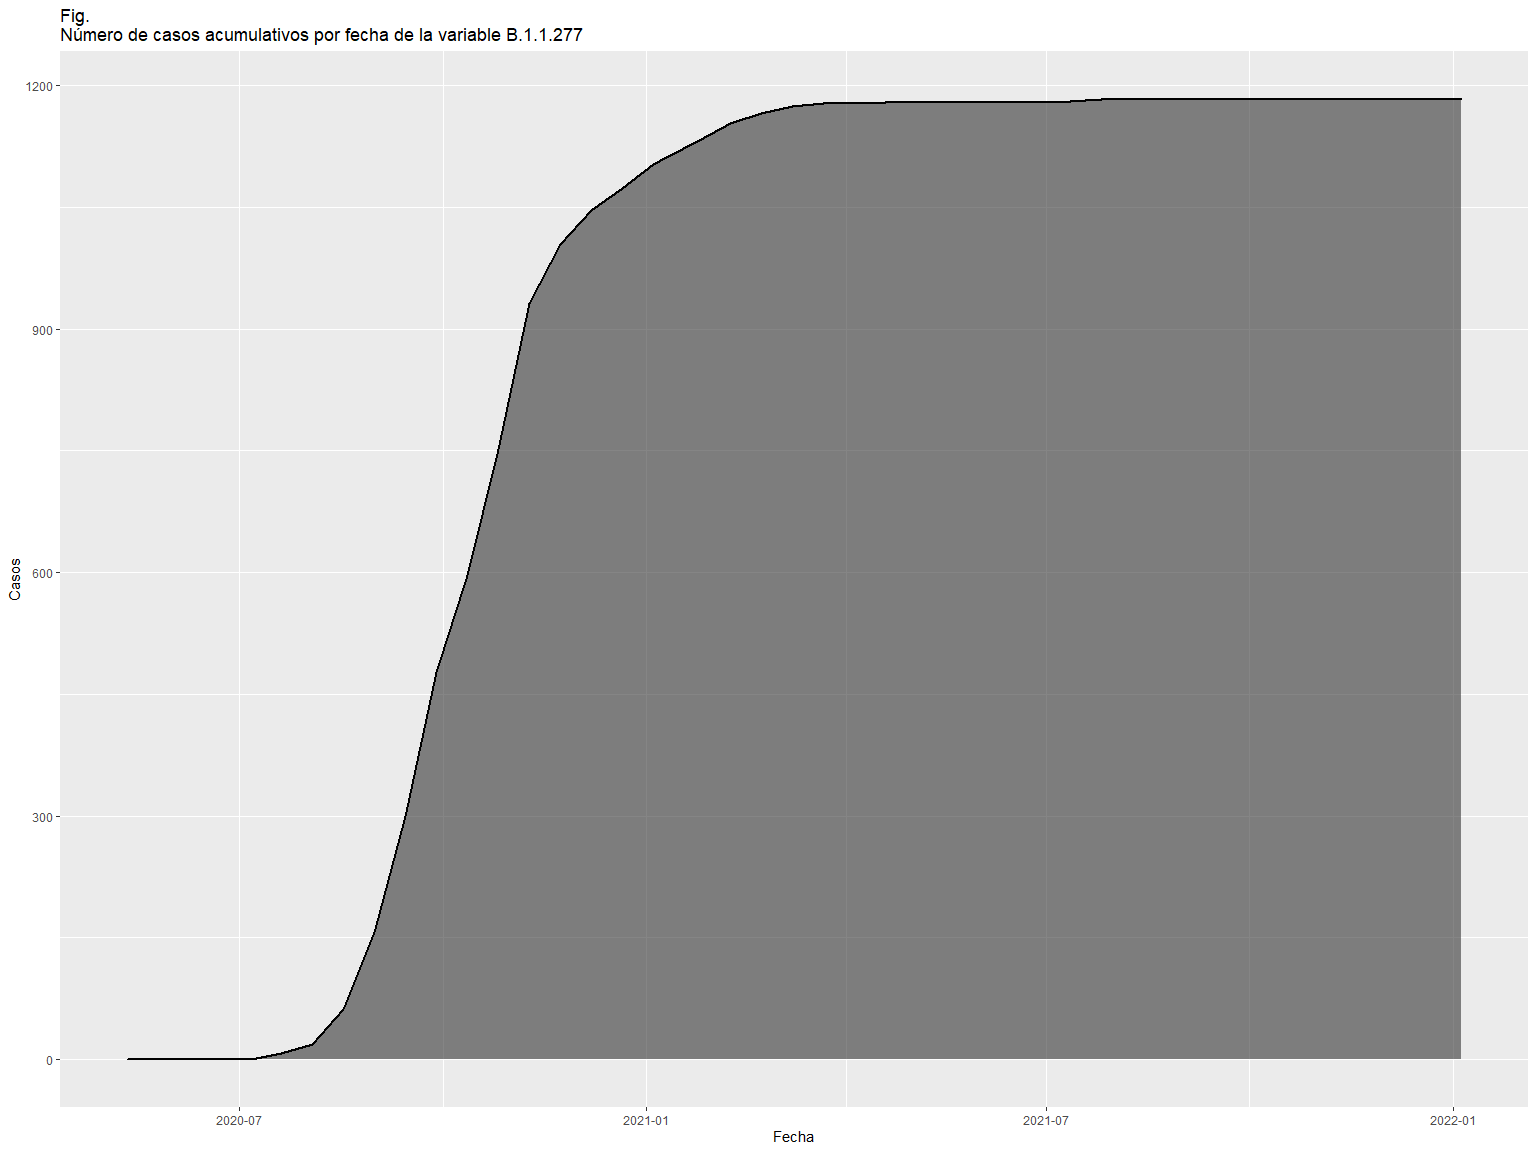 Fig.
Número de casos acumulativos por fecha de la variable B.1.1.277
1200
900
600
300
0
Casos
2020-07
2021-01
2021-07
2022-01
Fecha